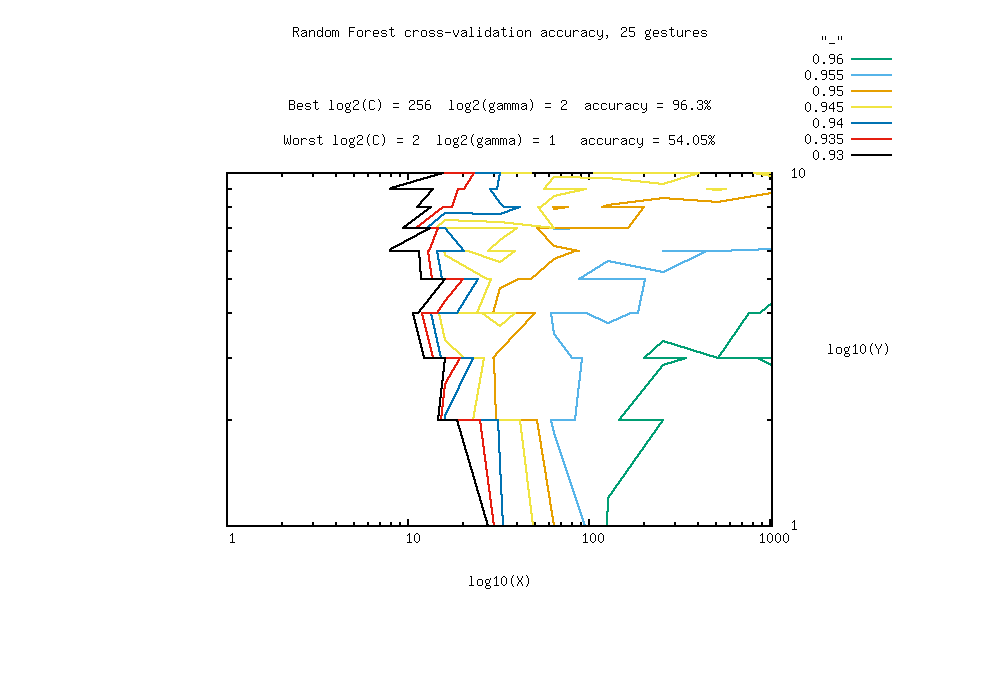 Random Forest cross-validation accuracy, 25 gestures
"_"
0.96
0.955
0.95
0.945
0.94
0.935
0.93
Best log2(C) = 256  log2(gamma) = 2  accuracy = 96.3%
Worst log2(C) = 2  log2(gamma) = 1   accuracy = 54.05%
10
log10(Y)
1
1 10 100 1000
log10(X)